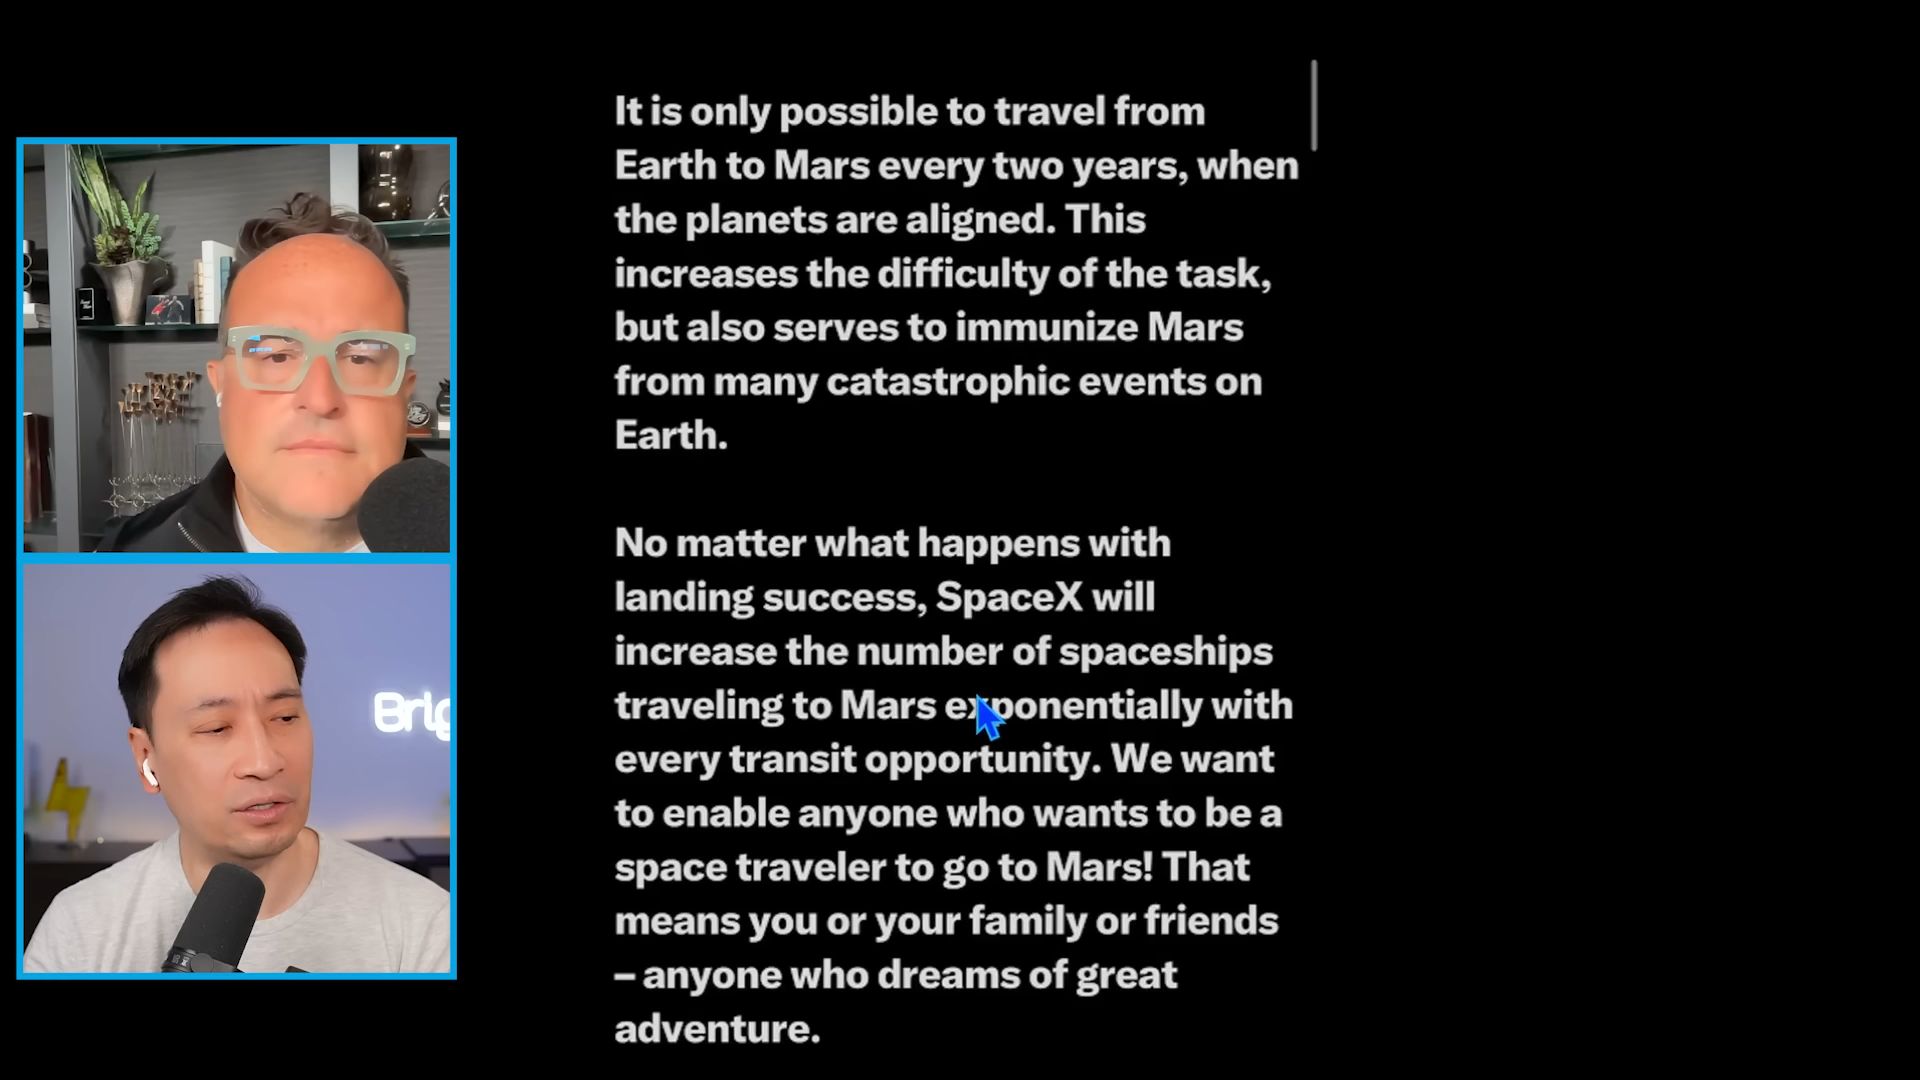 It is only possible to travel from
Earth to Mars every two years, when
the planets are aligned. This
increases the difficulty of the task,
but also serves to immunize Mars
from many catastrophic events on
Earth.
No matter what happens with
landing success, SpaceX will
increase the number of spaceships
traveling to Mars exponentially with
every transit opportunity. We want
to enable anyone who wants to be a
space traveler to go to Mars! That
means you or your family or friends
– anyone who dreams of great
adventure.
Brig